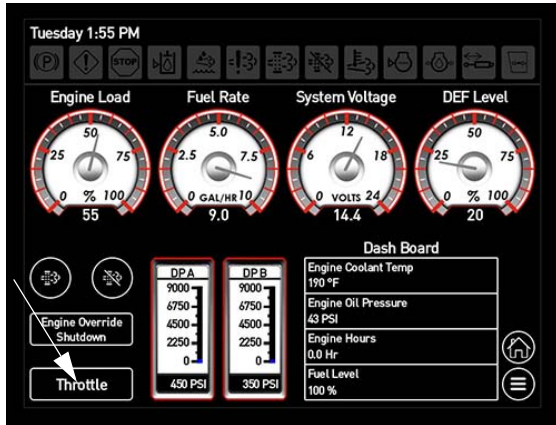 Tuesday 1:55 PM
(P)
STOP
Engine Load
Fuel Rate
System Voltage
DEF Level
50
25
75
0
%
100
55
5.0
2.5
7.5
0
GAL/HR
10
9.0
12
6
18
0
VOLTS
24
14.4
50
25
75
0
%
100
20
DP A
9000
6750
4500
2250
0
450 PSI
DP B
9000
6750
4500
2250
0
350 PSI
Dash Board
Engine Coolant Temp
190 °F
Engine Oil Pressure
43 PSI
Engine Hours
0.0 Hr
Fuel Level
100 %
Engine Override
Shutdown
Throttle